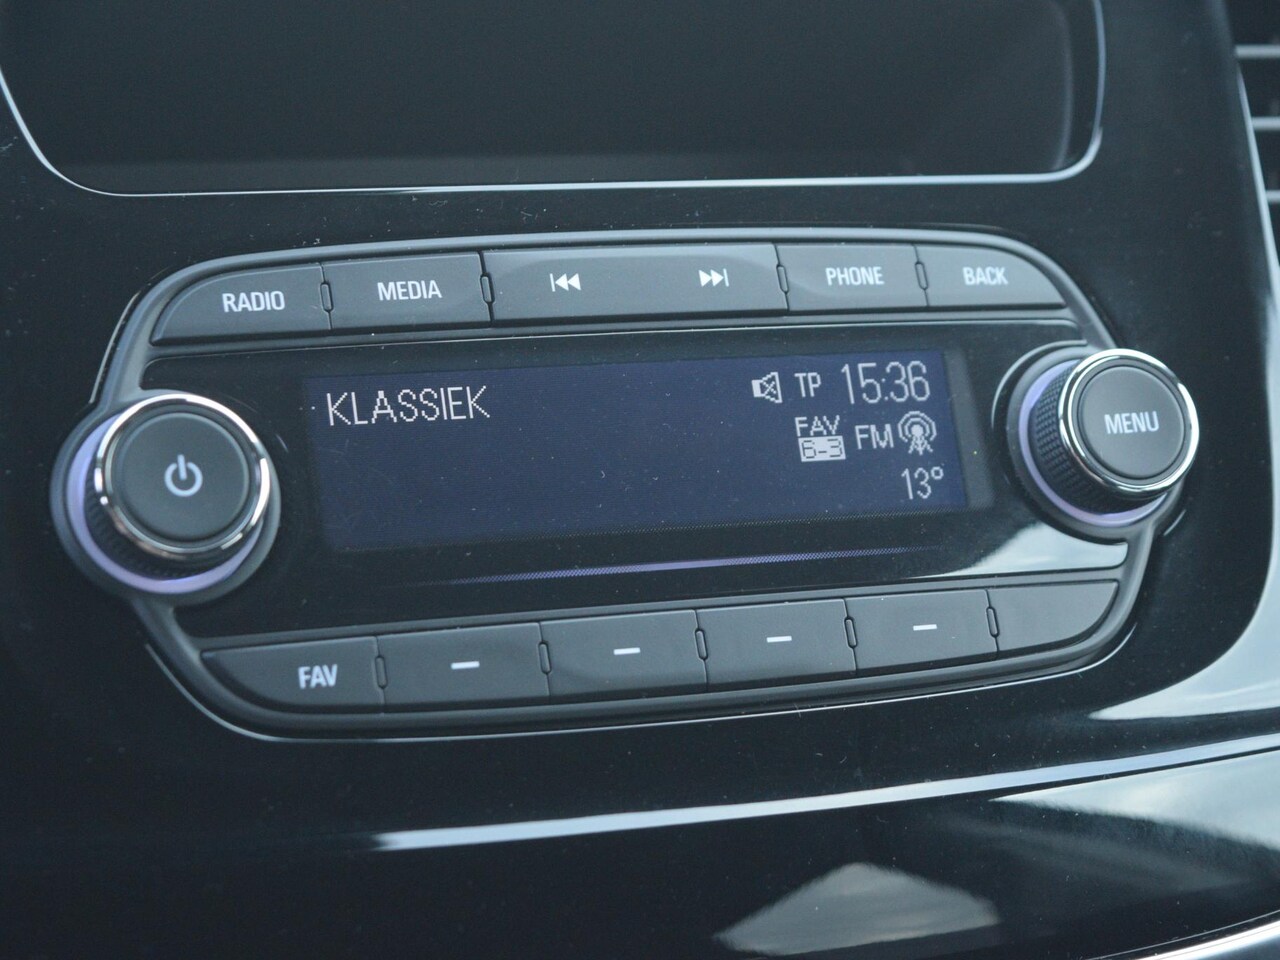 RADIO MEDIA PHONE BACK
KLASSIEK TP 15:36
FAV FM
6-3
13°
MENU
FAV